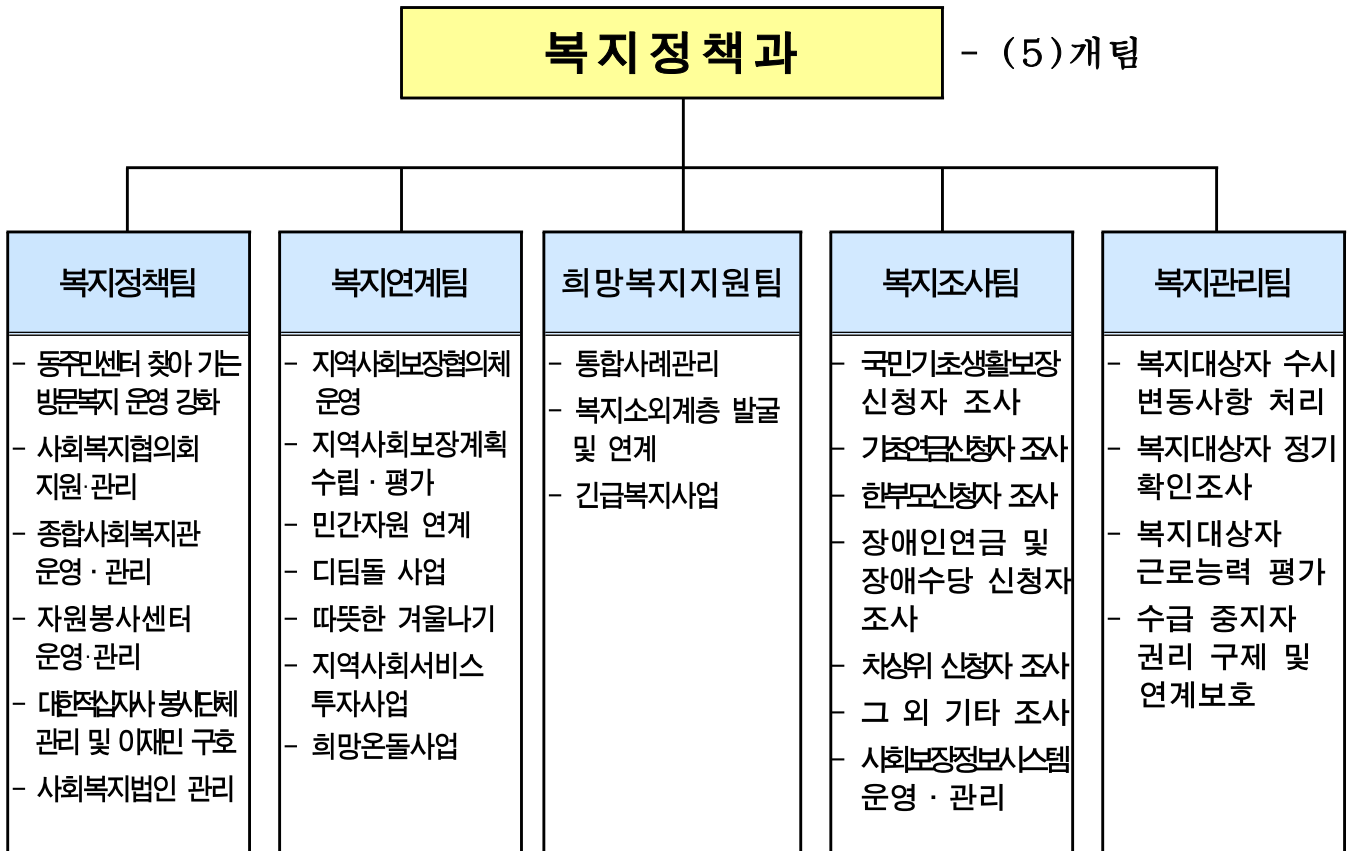 복지정책과 - (5)개팀
복지정책팀
- 동주민센터 찾아 가는
방문복지 운영 강화
- 사회복지협의회
지원·관리
- 종합사회복지관
운영 · 관리
- 자원봉사센터
운영·관리
- 대한적십자사 봉사단체
관리 및 이재민 구호
- 사회복지법인 관리
복지연계팀
- 지역사회보장협의체
운영
- 지역사회보장계획
수립 · 평가
- 민간자원 연계
- 디딤돌 사업
- 따뜻한 겨울나기
- 지역사회서비스
투자사업
- 희망온돌사업
희망복지지원팀
- 통합사례관리
- 복지소외계층 발굴
및 연계
- 긴급복지사업
복지조사팀
- 국민기초생활보장
신청자 조사
- 기초연금신청자 조사
- 한부모신청자 조사
- 장애인연금 및
장애수당 신청자
조사
- 차상위 신청자 조사
- 그 외 기타 조사
- 사회보장정보시스템
운영 · 관리
복지관리팀
- 복지대상자 수시
변동사항 처리
- 복지대상자 정기
확인조사
- 복지대상자
근로능력 평가
- 수급 중지자
권리 구제 및
연계보호